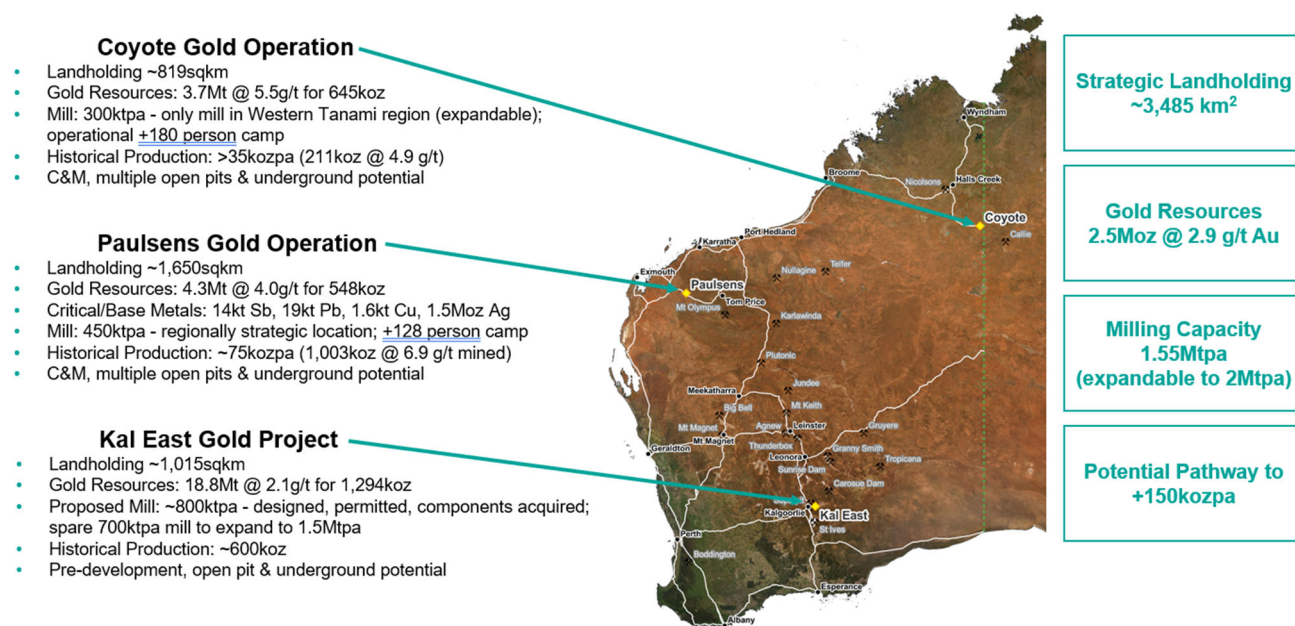 Coyote Gold Operation
• Landholding ~819sqkm
• Gold Resources: 3.7Mt @ 5.5g/t for 645koz
• Mill: 300ktpa - only mill in Western Tanami region (expandable);
operational +180 person camp
• Historical Production: >35kozpa (211koz @ 4.9 g/t)
• C&M, multiple open pits & underground potential
Paulsens Gold Operation
• Landholding ~1,650sqkm
• Gold Resources: 4.3Mt @ 4.0g/t for 548koz
• Critical/Base Metals: 14kt Sb, 19kt Pb, 1.6kt Cu, 1.5Moz Ag
• Mill: 450ktpa - regionally strategic location; +128 person camp
• Historical Production: ~75kozpa (1,003koz @ 6.9 g/t mined)
• C&M, multiple open pits & underground potential
Kal East Gold Project
• Landholding ~1,015sqkm
• Gold Resources: 18.8Mt @ 2.1g/t for 1,294koz
• Proposed Mill: ~800ktpa - designed, permitted, components acquired;
spare 700ktpa mill to expand to 1.5Mtpa
• Historical Production: ~600koz
• Pre-development, open pit & underground potential
Wyndham
Broome
Nicolsons
Halls Creek
Coyote
Callie
Port Hedland
Karratha
Exmouth
Nullagine
Telfer
Paulsens
Tom Price
Mt Olympus
Karlawinda
Plutonic
Jundee
Meekatharra
Big Bell
Mt Keith
Mt Magnet
Mt Magnet
Agnew
Leinster
Gruyere
Thunderbox
Granny Smith
Geraldton
Leonora
Sunrise Dam
Tropicana
Carosue Dam
Kalgoorlie
Kal East
St Ives
Perth
Boddington
Esperance
Albany
Strategic Landholding
~3,485 km²
Gold Resources
2.5Moz @ 2.9 g/t Au
Milling Capacity
1.55Mtpa
(expandable to 2Mtpa)
Potential Pathway to
+150kozpa